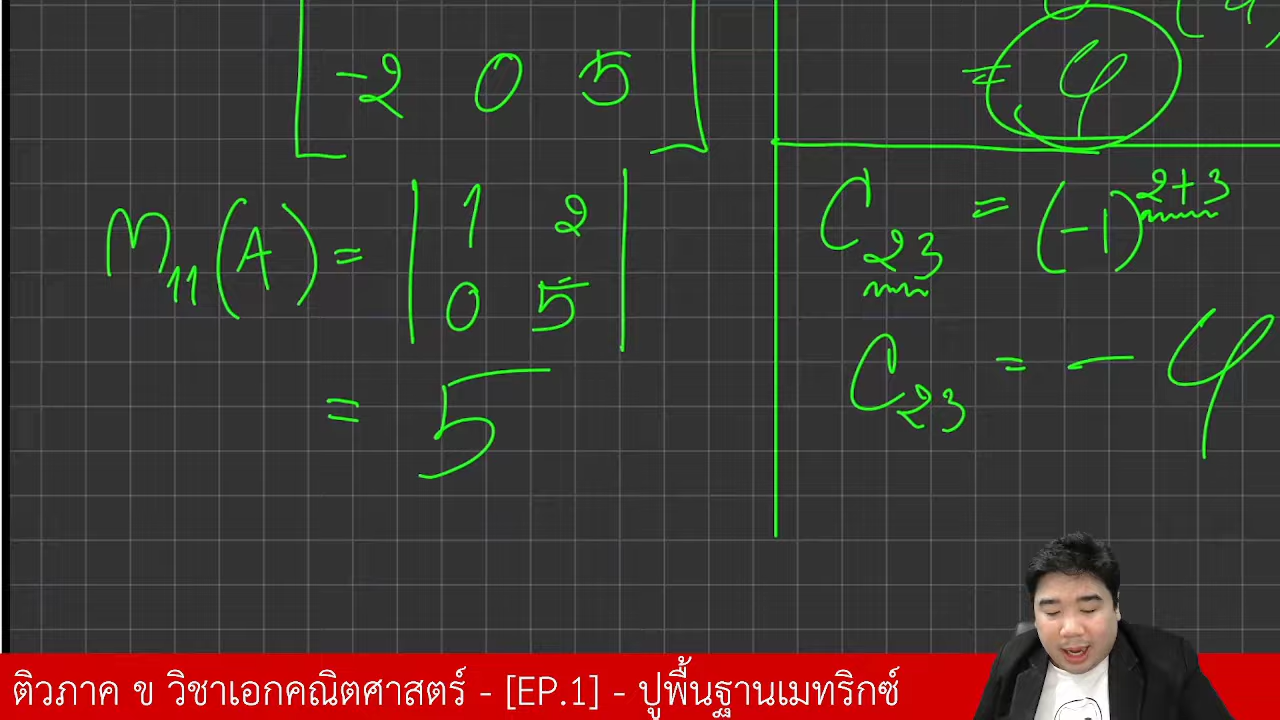 -2 0 5
M₁₁(A) = | 1 2 |
| 0 5 |
= 5
= 4
C₂₃ = (-1)²⁺³
C₂₃ = - 4
ติวภาค ข วิชาเอกคณิตศาสตร์ - [EP.1] - ปูพื้นฐานเมทริกซ์